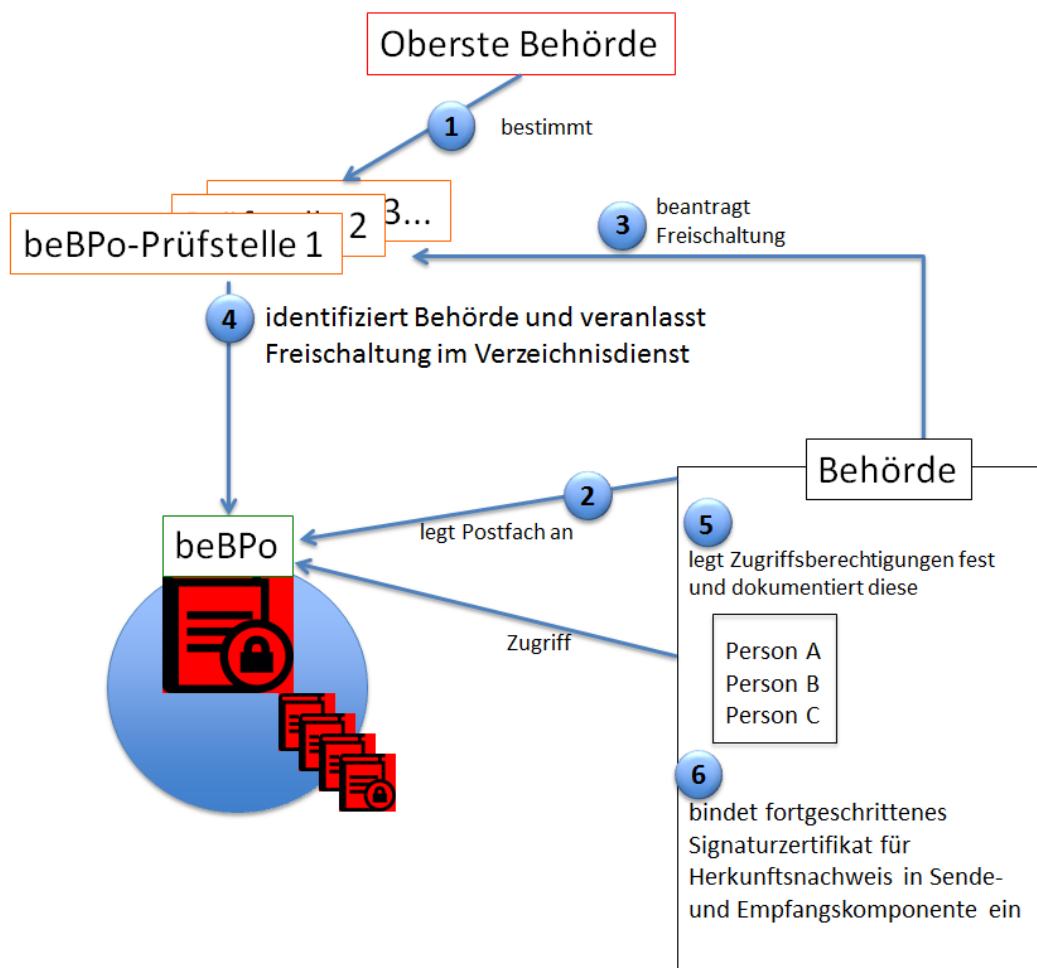 Oberste Behörde
1
bestimmt
3...
2
beBPo-Prüfstelle 1
3
beantragt
Freischaltung
4
identifiziert Behörde und veranlasst
Freischaltung im Verzeichnisdienst
Behörde
2
legt Postfach an
beBPo
5
legt Zugriffsberechtigungen fest
und dokumentiert diese
Zugriff
Person A
Person B
Person C
6
bindet fortgeschrittenes
Signaturzertifikat für
Herkunftsnachweis in Sende-
und Empfangskomponente ein